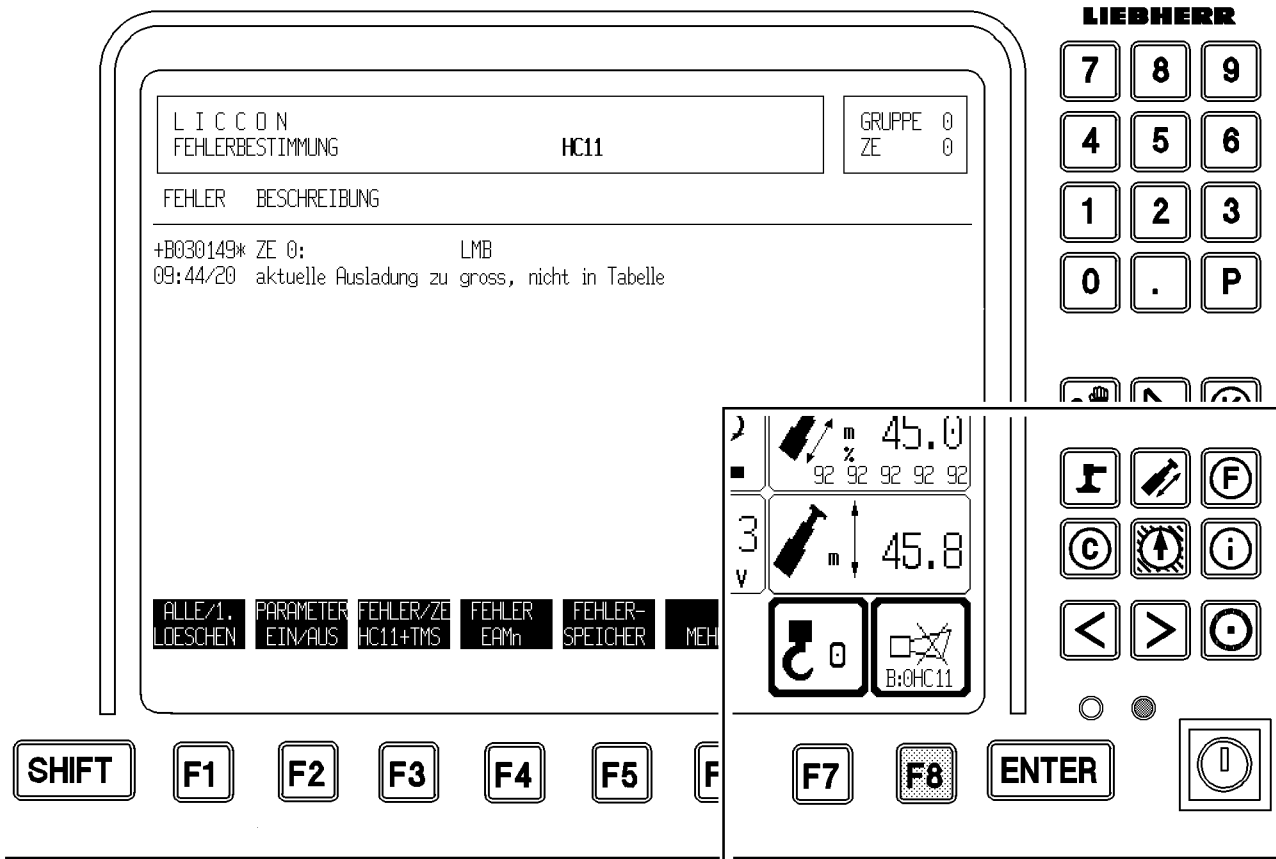 LIEBHERR
L I C C O N
FEHLERBESTIMMUNG HC11
GRUPPE 0
ZE 0
FEHLER BESCHREIBUNG
+B030149* ZE 0: LMB
09:44/20 aktuelle Ausladung zu gross, nicht in Tabelle
ALLE/1. LOESCHEN
PARAMETER EIN/AUS
FEHLER/ZE HC11+TMS
FEHLER EAMn
FEHLER- SPEICHER
m 45.0
%
92 92 92 92 92
3
V
m 45.8
0
B:0HC11
7 8 9
4 5 6
1 2 3
0 . P
F
C i
< >
SHIFT F1 F2 F3 F4 F5 F7 F8 ENTER